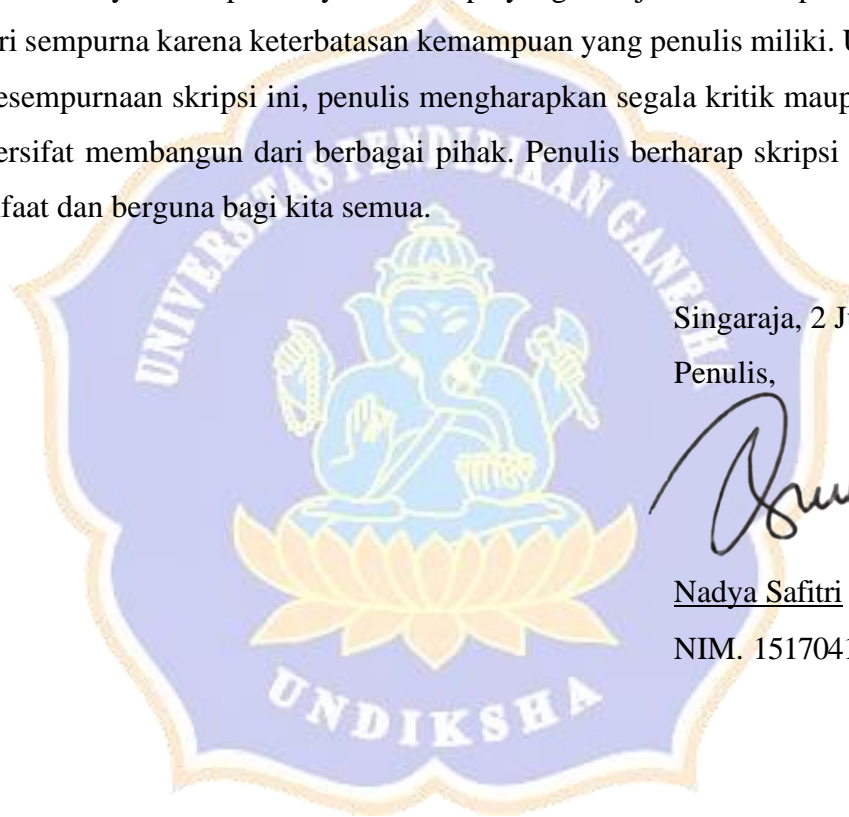 ri sempurna karena keterbatasan kemampuan yang penulis miliki.
esempurnaan skripsi ini, penulis mengharapkan segala kritik
ersifat membangun dari berbagai pihak. Penulis berharap skripsi
faat dan berguna bagi kita semua.
UNIVERSITAS PENDIDIKAN GANESH
Singaraja, 2
Penulis,
Nadya Safitri
NIM. 151704
UNDIKSHA